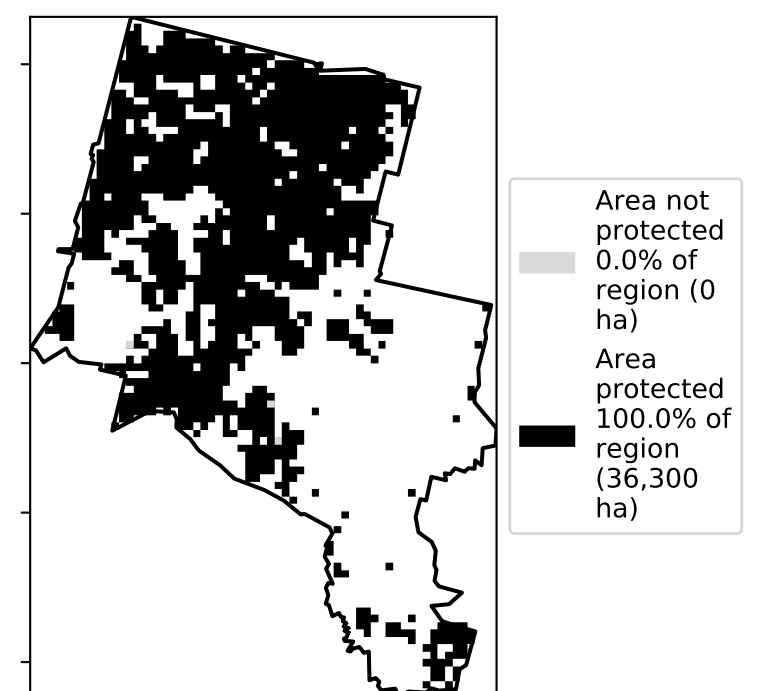 Area not
protected
0.0% of
region (0
ha)
Area
protected
100.0% of
region
(36,300
ha)